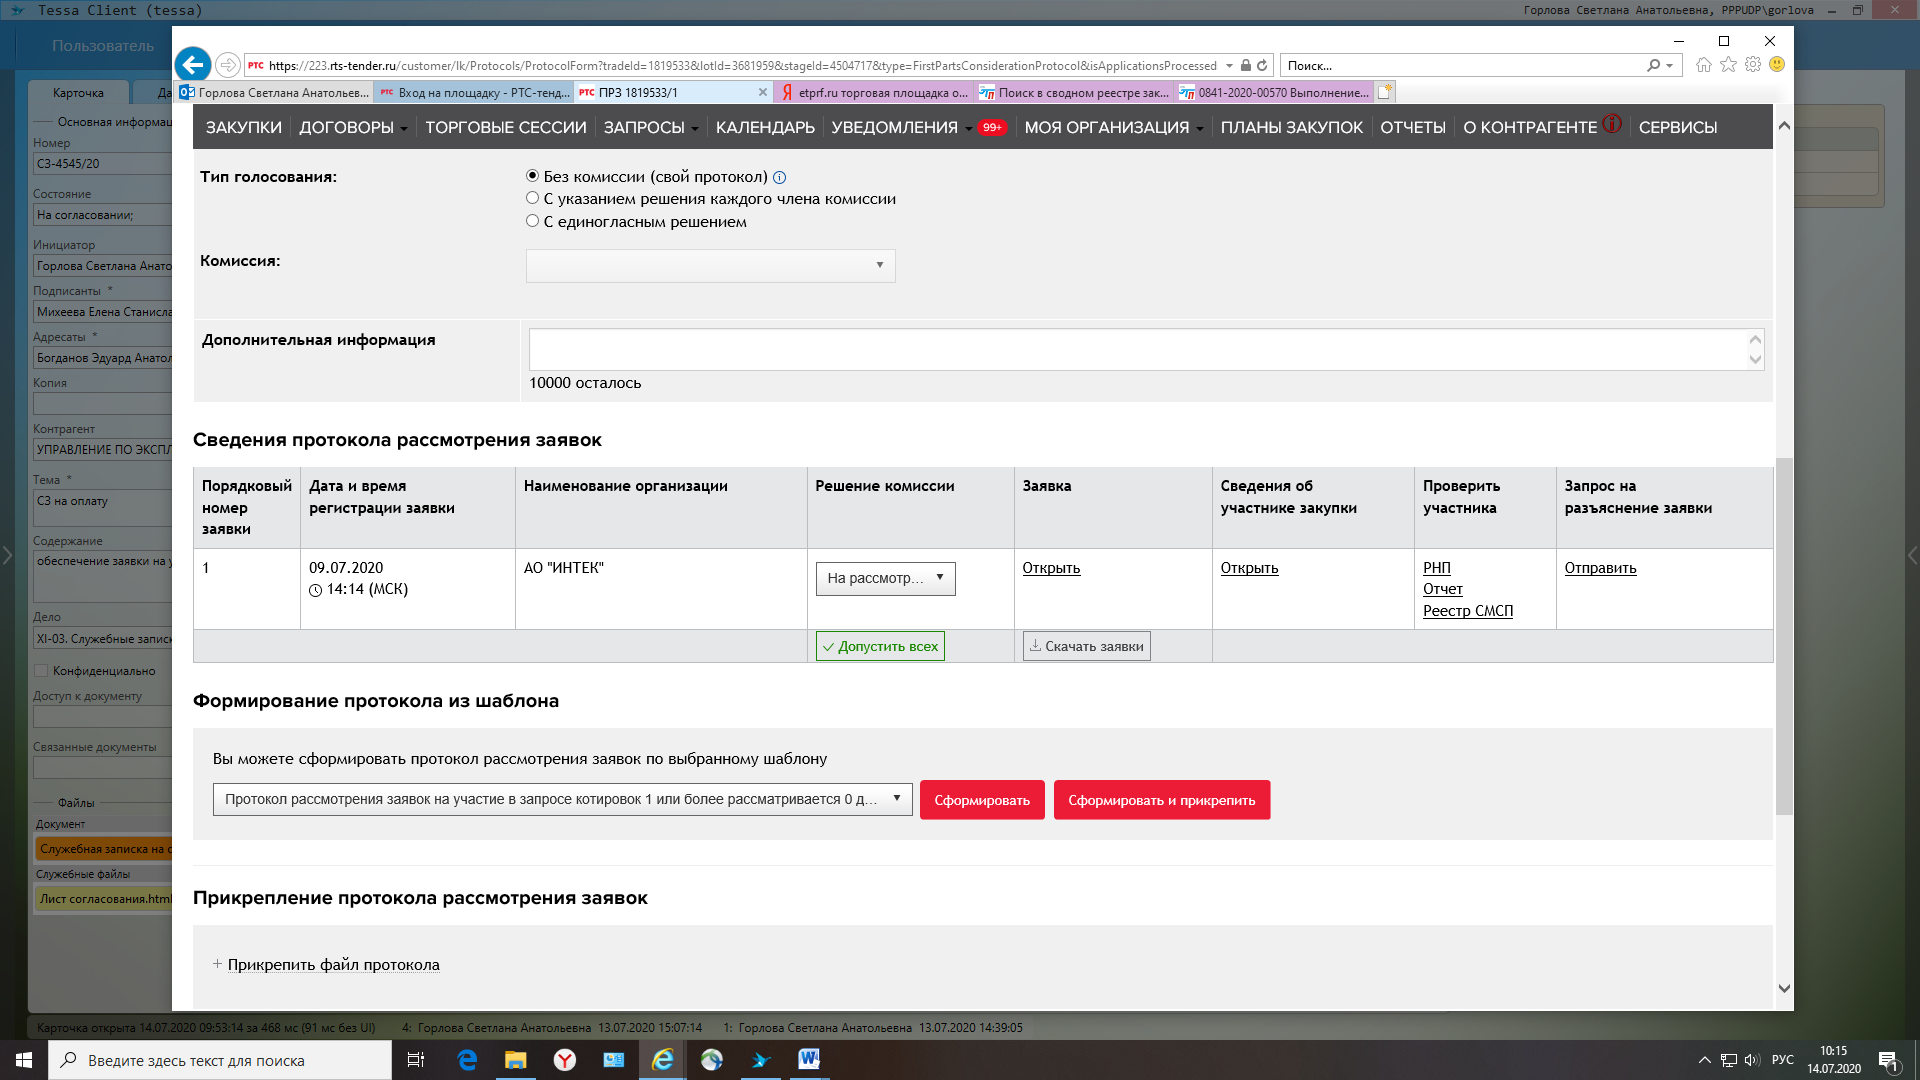 Tessa Client (tessa)
Горлова Светлана Анатольевна, PPPUDP\gorlova
Пользователь
https://223.rts-tender.ru/customer/lk/Protocols/ProtocolForm?tradeId=1819533&lotId=3681959&stageId=4504717&type=FirstPartsConsiderationProtocol&isApplicationsProcessed
Поиск...
Горлова Светлана Анатольев...
Вход на площадку - РТС-тенд...
ПРЗ 1819533/1
etprf.ru торговая площадка о...
Поиск в сводном реестре зак...
0841-2020-00570 Выполнение...
ЗАКУПКИ
ДОГОВОРЫ
ТОРГОВЫЕ СЕССИИ
ЗАПРОСЫ
КАЛЕНДАРЬ
УВЕДОМЛЕНИЯ 99+
МОЯ ОРГАНИЗАЦИЯ
ПЛАНЫ ЗАКУПОК
ОТЧЕТЫ
О КОНТРАГЕНТЕ
СЕРВИСЫ
Карточка
Да
Основная информац
Номер
СЗ-4545/20
Состояние
На согласовании;
Инициатор
Горлова Светлана Анато
Подписанты *
Михеева Елена Станисла
Адресаты *
Богданов Эдуард Анатол
Копия
Контрагент
УПРАВЛЕНИЕ ПО ЭКСПЛ
Тема *
СЗ на оплату
Содержание
обеспечение заявки на у
Дело
XI-03. Служебные записк
Конфиденциально
Доступ к документу
Связанные документы
Файлы
Документ
Служебная записка на о
Служебные файлы
Лист согласования.html
Тип голосования:
Без комиссии (свой протокол)
С указанием решения каждого члена комиссии
С единогласным решением
Комиссия:
Дополнительная информация
10000 осталось
Сведения протокола рассмотрения заявок
Порядковый номер заявки
Дата и время регистрации заявки
Наименование организации
Решение комиссии
Заявка
Сведения об участнике закупки
Проверить участника
Запрос на разъяснение заявки
1
09.07.2020
14:14 (МСК)
АО "ИНТЕК"
На рассмотр...
Открыть
Открыть
РНП
Отчет
Реестр СМСП
Отправить
Допустить всех
Скачать заявки
Формирование протокола из шаблона
Вы можете сформировать протокол рассмотрения заявок по выбранному шаблону
Протокол рассмотрения заявок на участие в запросе котировок 1 или более рассматривается 0 д...
Сформировать
Сформировать и прикрепить
Прикрепление протокола рассмотрения заявок
+ Прикрепить файл протокола
Карточка открыта 14.07.2020 09:53:14 за 468 мс (91 мс без UI)
4: Горлова Светлана Анатольевна 13.07.2020 15:07:14
1: Горлова Светлана Анатольевна 13.07.2020 14:39:05
Введите здесь текст для поиска
РУС
10:15
14.07.2020
1